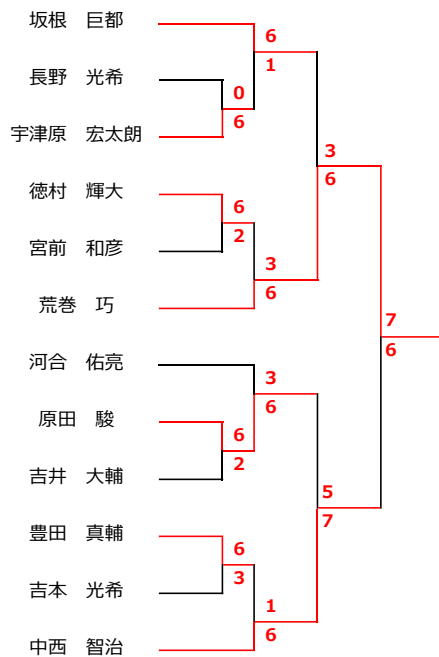 坂根　巨都
6
1
長野　光希
0
6
宇津原　宏太朗
3
6
徳村　輝大
6
2
宮前　和彦
3
6
荒巻　巧
7
6
河合　佑亮
3
6
原田　駿
6
2
吉井　大輔
5
7
豊田　真輔
6
3
吉本　光希
1
6
中西　智治